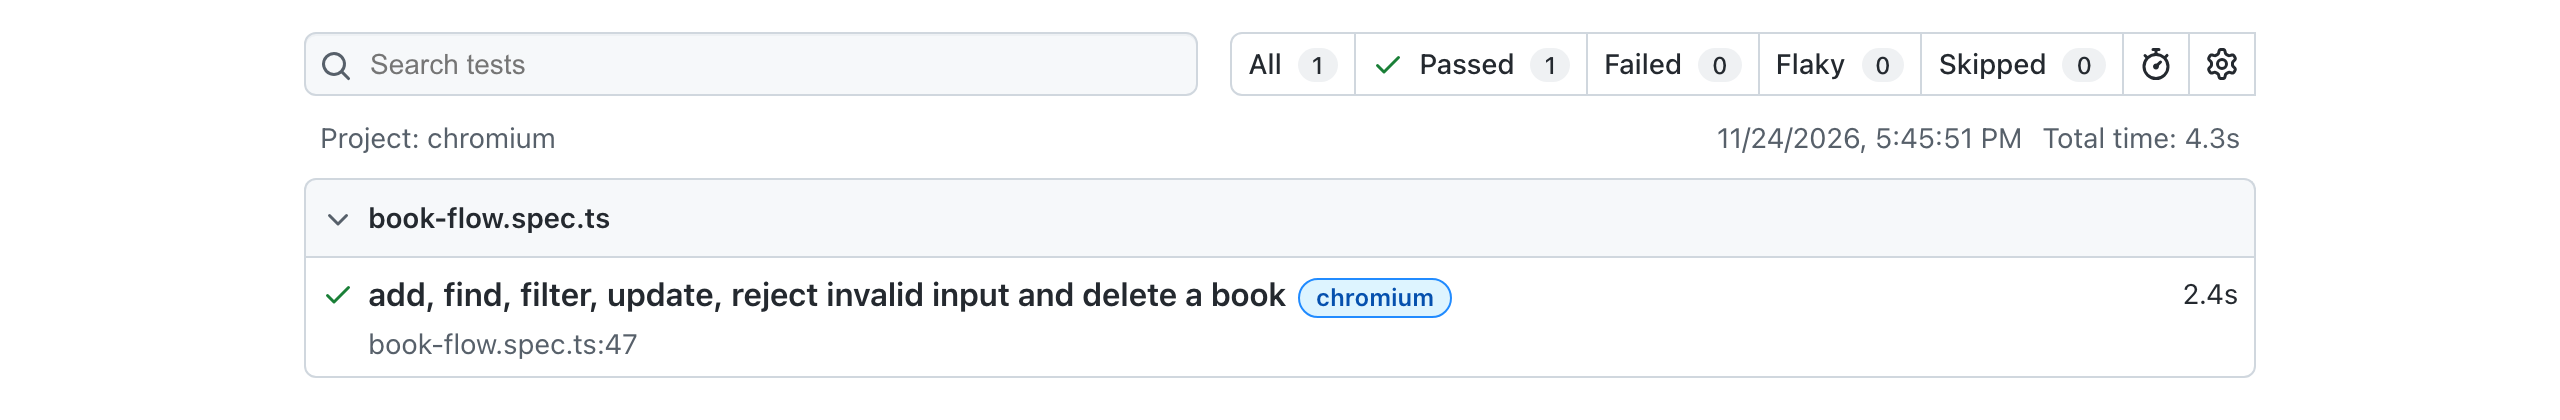 Search tests
All 1 Passed 1 Failed 0 Flaky 0 Skipped 0
Project: chromium
11/24/2026, 5:45:51 PM Total time: 4.3s
book-flow.spec.ts
add, find, filter, update, reject invalid input and delete a book chromium 2.4s
book-flow.spec.ts:47